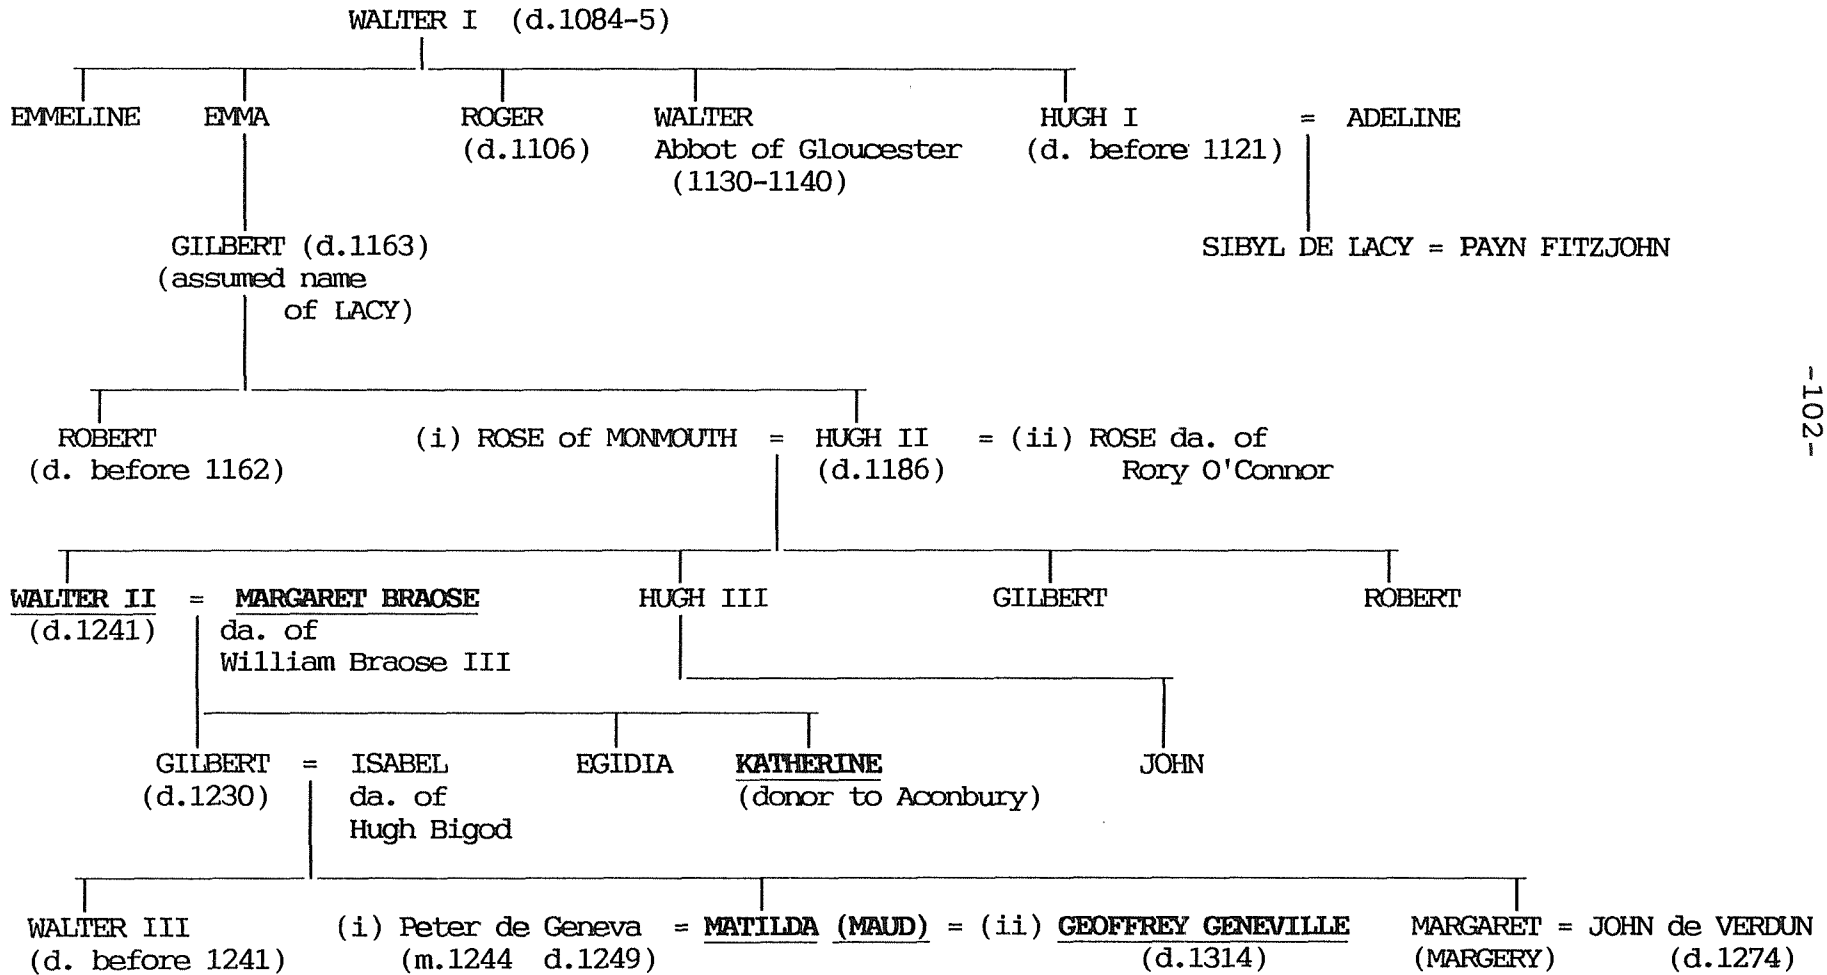 WALTER I (d.1084-5)
EMMELINE EMMA ROGER WALTER HUGH I = ADELINE
(d.1106) Abbot of Gloucester (d. before 1121)
(1130-1140)
GILBERT (d.1163) SIBYL DE LACY = PAYN FITZJOHN
(assumed name
of LACY)
-102-
ROBERT (i) ROSE of MONMOUTH = HUGH II = (ii) ROSE da. of
(d. before 1162) (d.1186) Rory O'Connor
WALTER II = MARGARET BRAOSE HUGH III GILBERT ROBERT
(d.1241) da. of
William Braose III
GILBERT = ISABEL EGIDIA KATHERINE JOHN
(d.1230) da. of (donor to Aconbury)
Hugh Bigod
WALTER III (i) Peter de Geneva = MATILDA (MAUD) = (ii) GEOFFREY GENEVILLE MARGARET = JOHN de VERDUN
(d. before 1241) (m.1244 d.1249) (d.1314) (MARGERY) (d.1274)